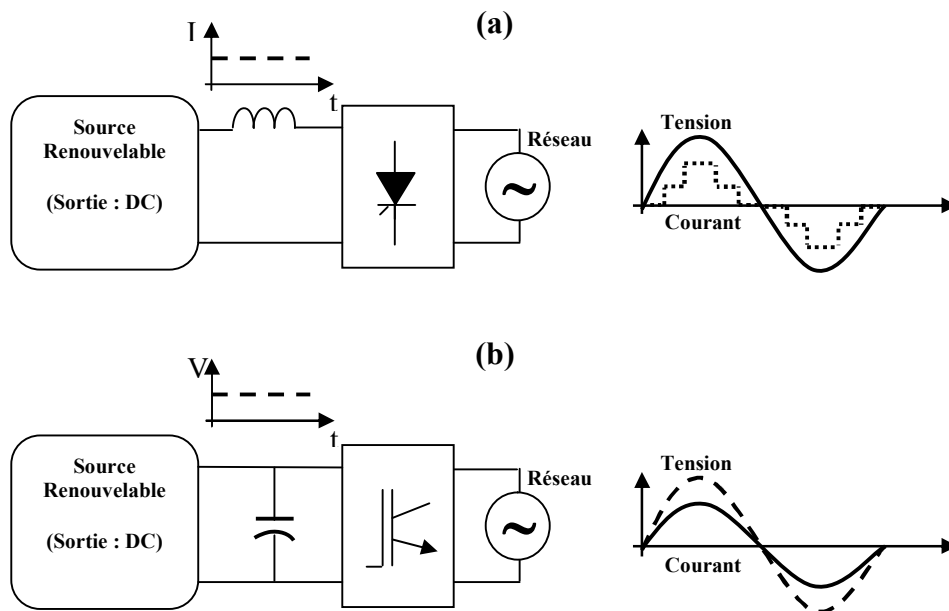 (a)
I
t
Source
Renouvelable
(Sortie : DC)
Réseau
~
Tension
Courant
(b)
V
t
Source
Renouvelable
(Sortie : DC)
Réseau
~
Tension
Courant